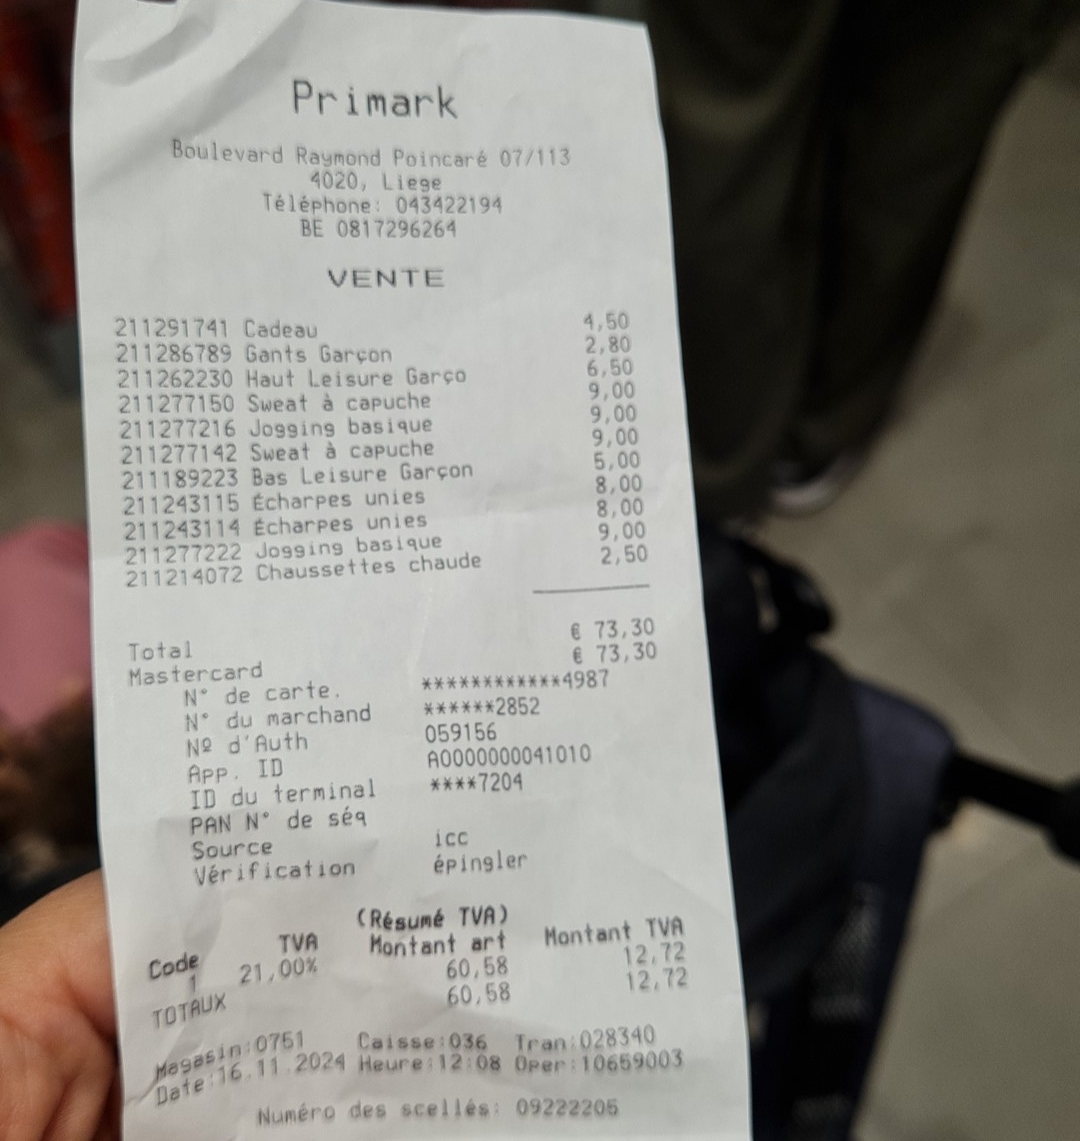 Primark
Boulevard Raymond Poincaré 07/113
4020, Liege
Téléphone: 043422194
BE 0817296264
VENTE
211291741 Cadeau 4,50
211286789 Gants Garçon 2,80
211262230 Haut Leisure Garço 6,50
211277150 Sweat à capuche 9,00
211277216 Jogging basique 9,00
211277142 Sweat à capuche 9,00
211189223 Bas Leisure Garçon 5,00
211243115 Écharpes unies 8,00
211243114 Écharpes unies 8,00
211277222 Jogging basique 9,00
211214072 Chaussettes chaude 2,50
Total € 73,30
Mastercard € 73,30
N° de carte. ************4987
N° du marchand ******2852
Nº d'Auth 059156
App. ID A0000000041010
ID du terminal ****7204
PAN N° de séq
Source icc
Vérification épingler
(Résumé TVA)
Code TVA Montant art Montant TVA
1 21,00% 60,58 12,72
TOTAUX 60,58 12,72
Magasin:0751 Caisse:036 Tran:028340
Date:16.11.2024 Heure:12:08 Oper:10659003
Numéro des scellés: 09222205